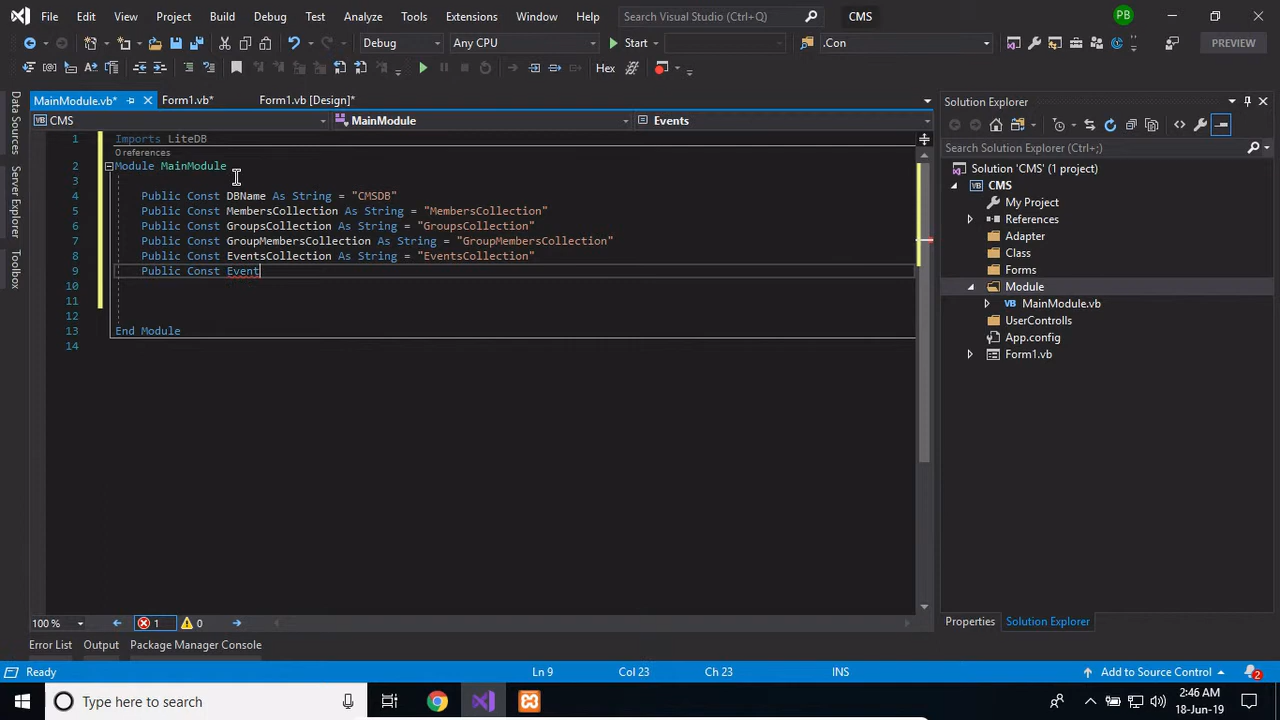 File Edit View Project Build Debug Test Analyze Tools Extensions Window Help Search Visual Studio (Ctrl+Q) CMS PB
Debug Any CPU Start .Con PREVIEW
Hex
MainModule.vb* Form1.vb* Form1.vb [Design]*
CMS MainModule Events
1 Imports LiteDB
0 references
2 Module MainModule
3
4 Public Const DBName As String = "CMSDB"
5 Public Const MembersCollection As String = "MembersCollection"
6 Public Const GroupsCollection As String = "GroupsCollection"
7 Public Const GroupMembersCollection As String = "GroupMembersCollection"
8 Public Const EventsCollection As String = "EventsCollection"
9 Public Const Event
10
11
12
13 End Module
14
Data Sources
Server Explorer
Solution Explorer
Search Solution Explorer (Ctrl+;)
Solution 'CMS' (1 project)
CMS
My Project
References
Adapter
Class
Forms
Module
MainModule.vb
UserControlls
App.config
Form1.vb
Properties Solution Explorer
100 % 1 0
Error List Output Package Manager Console
Ready Ln 9 Col 23 Ch 23 INS Add to Source Control 2
Type here to search
2:46 AM
18-Jun-19